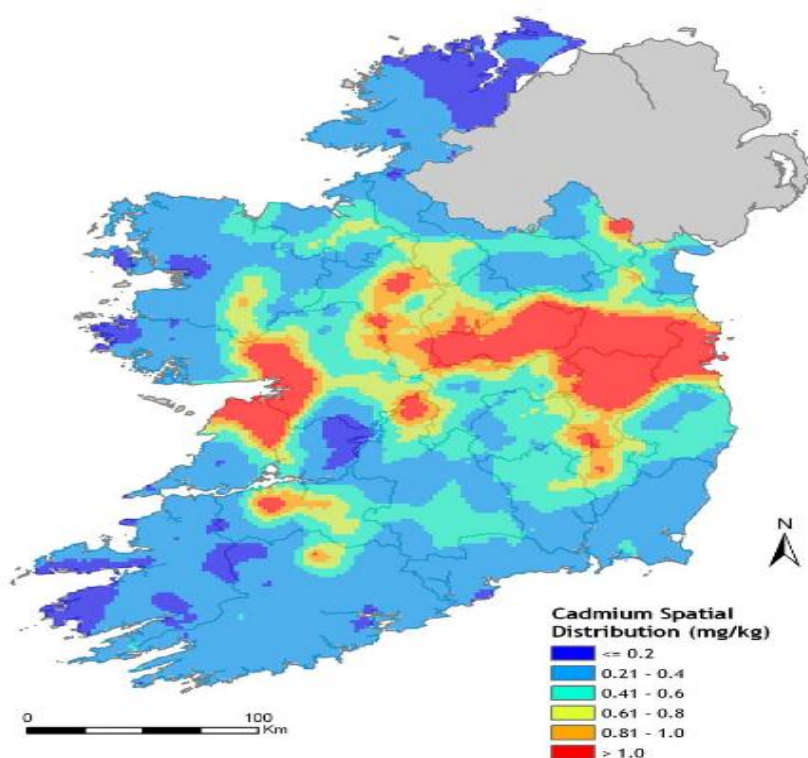 N
Cadmium Spatial
Distribution (mg/kg)
<= 0.2
0.21 - 0.4
0.41 - 0.6
0.61 - 0.8
0.81 - 1.0
> 1.0
0 100
Km